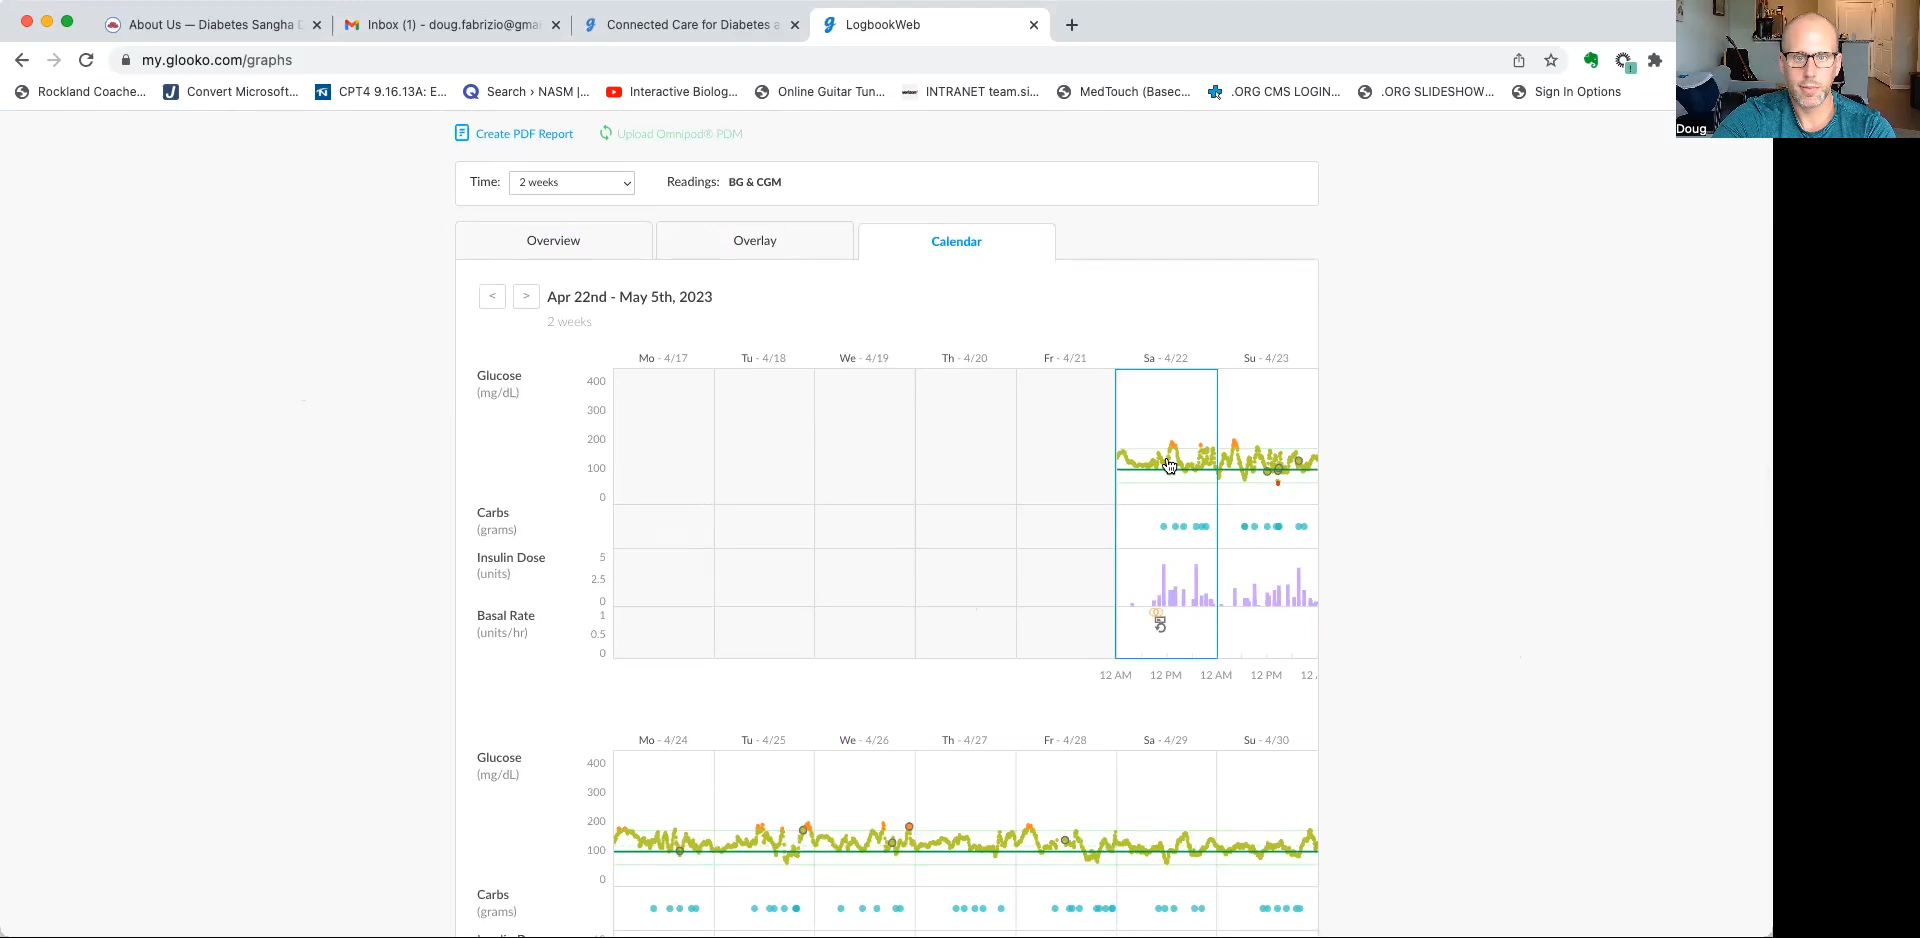 About Us — Diabetes Sangha
Inbox (1) - doug.fabrizio@gmai
Connected Care for Diabetes a
LogbookWeb
my.glooko.com/graphs
Rockland Coache...
Convert Microsoft...
CPT4 9.16.13A: E...
Search › NASM |...
Interactive Biolog...
Online Guitar Tun...
INTRANET team.si...
MedTouch (Basec...
.ORG CMS LOGIN...
.ORG SLIDESHOW...
Sign In Options
Doug
Create PDF Report
Upload Omnipod® PDM
Time:
2 weeks
Readings: BG & CGM
Overview
Overlay
Calendar
< > Apr 22nd - May 5th, 2023
2 weeks
Mo - 4/17 Tu - 4/18 We - 4/19 Th - 4/20 Fr - 4/21 Sa - 4/22 Su - 4/23
Glucose
(mg/dL)
400
300
200
100
0
Carbs
(grams)
Insulin Dose
(units)
5
2.5
0
Basal Rate
(units/hr)
1
0.5
0
12 AM 12 PM 12 AM 12 PM 12
Mo - 4/24 Tu - 4/25 We - 4/26 Th - 4/27 Fr - 4/28 Sa - 4/29 Su - 4/30
Glucose
(mg/dL)
400
300
200
100
0
Carbs
(grams)